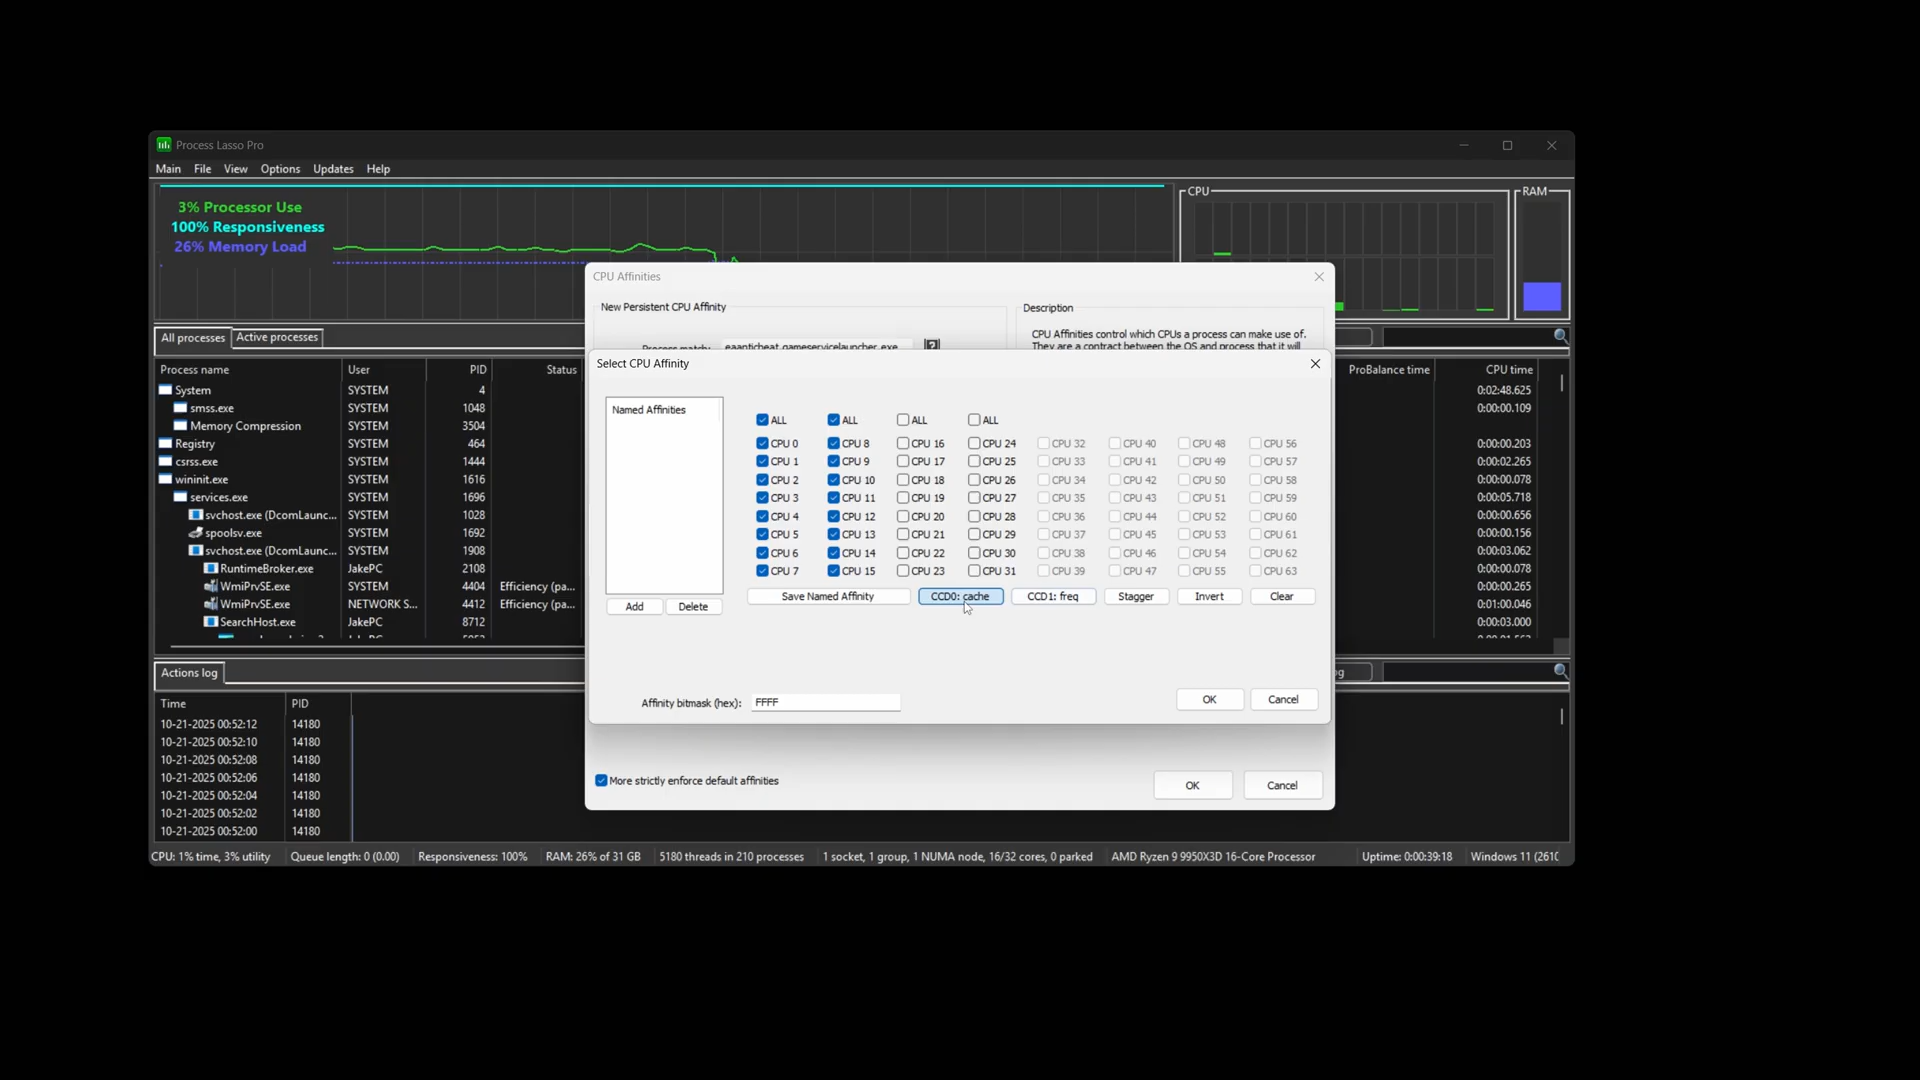 Process Lasso Pro
Main File View Options Updates Help
3% Processor Use
100% Responsiveness
26% Memory Load
CPU
RAM
All processes Active processes
Process name User PID Status ProBalance time CPU time
System SYSTEM 4 0:02:48.625
smss.exe SYSTEM 1048 0:00:00.109
Memory Compression SYSTEM 3504
Registry SYSTEM 464 0:00:00.203
csrss.exe SYSTEM 1444 0:00:02.265
wininit.exe SYSTEM 1616 0:00:00.078
services.exe SYSTEM 1696 0:00:05.718
svchost.exe (DcomLaunc... SYSTEM 1028 0:00:00.656
spoolsv.exe SYSTEM 1692 0:00:00.156
svchost.exe (DcomLaunc... SYSTEM 1908 0:00:03.062
RuntimeBroker.exe JakePC 2108 0:00:00.078
WmiPrvSE.exe SYSTEM 4404 Efficiency (pa... 0:00:00.265
WmiPrvSE.exe NETWORK S... 4412 Efficiency (pa... 0:01:00.046
SearchHost.exe JakePC 8712 0:00:03.000
CPU Affinities
New Persistent CPU Affinity
Description
Process match: eaanticheat.gameservicelauncher.exe
CPU Affinities control which CPUs a process can make use of.
They are a contract between the OS and process that it will
Select CPU Affinity
Named Affinities
ALL ALL ALL ALL
CPU 0 CPU 8 CPU 16 CPU 24 CPU 32 CPU 40 CPU 48 CPU 56
CPU 1 CPU 9 CPU 17 CPU 25 CPU 33 CPU 41 CPU 49 CPU 57
CPU 2 CPU 10 CPU 18 CPU 26 CPU 34 CPU 42 CPU 50 CPU 58
CPU 3 CPU 11 CPU 19 CPU 27 CPU 35 CPU 43 CPU 51 CPU 59
CPU 4 CPU 12 CPU 20 CPU 28 CPU 36 CPU 44 CPU 52 CPU 60
CPU 5 CPU 13 CPU 21 CPU 29 CPU 37 CPU 45 CPU 53 CPU 61
CPU 6 CPU 14 CPU 22 CPU 30 CPU 38 CPU 46 CPU 54 CPU 62
CPU 7 CPU 15 CPU 23 CPU 31 CPU 39 CPU 47 CPU 55 CPU 63
Save Named Affinity CCD0: cache CCD1: freq Stagger Invert Clear
Add Delete
Affinity bitmask (hex): FFFF
OK Cancel
More strictly enforce default affinities
OK Cancel
Actions log
Time PID
10-21-2025 00:52:12 14180
10-21-2025 00:52:10 14180
10-21-2025 00:52:08 14180
10-21-2025 00:52:06 14180
10-21-2025 00:52:04 14180
10-21-2025 00:52:02 14180
10-21-2025 00:52:00 14180
CPU: 1% time, 3% utility Queue length: 0 (0.00) Responsiveness: 100% RAM: 26% of 31 GB 5180 threads in 210 processes 1 socket, 1 group, 1 NUMA node, 16/32 cores, 0 parked AMD Ryzen 9 9950X3D 16-Core Processor Uptime: 0:00:39:18 Windows 11 (2610